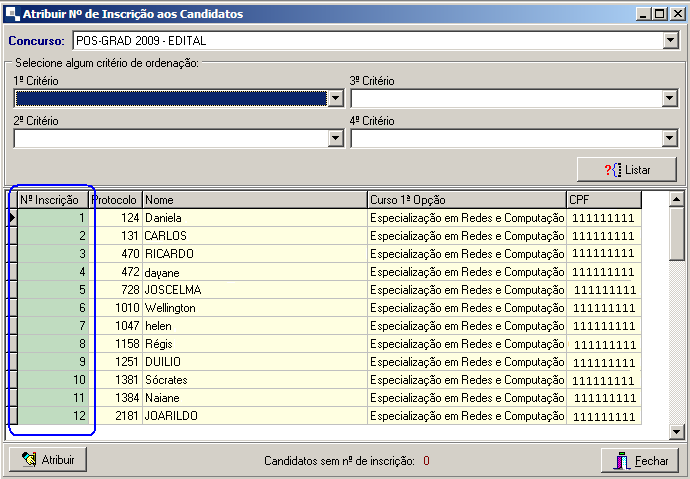 Atribuir Nº de Inscrição aos Candidatos
Concurso: POS-GRAD 2009 - EDITAL
Selecione algum critério de ordenação:
1º Critério 3º Critério
2º Critério 4º Critério
Listar
Nº Inscrição Protocolo Nome Curso 1ª Opção CPF
1 124 Daniela Especialização em Redes e Computação 111111111
2 131 CARLOS Especialização em Redes e Computação 111111111
3 470 RICARDO Especialização em Redes e Computação 111111111
4 472 dayane Especialização em Redes e Computação 111111111
5 728 JOSCELMA Especialização em Redes e Computação 111111111
6 1010 Wellington Especialização em Redes e Computação 111111111
7 1047 helen Especialização em Redes e Computação 111111111
8 1158 Régis Especialização em Redes e Computação 111111111
9 1251 DUILIO Especialização em Redes e Computação 111111111
10 1381 Sócrates Especialização em Redes e Computação 111111111
11 1384 Naiane Especialização em Redes e Computação 111111111
12 2181 JOARILDO Especialização em Redes e Computação 111111111
Atribuir Candidatos sem nº de inscrição: 0 Fechar